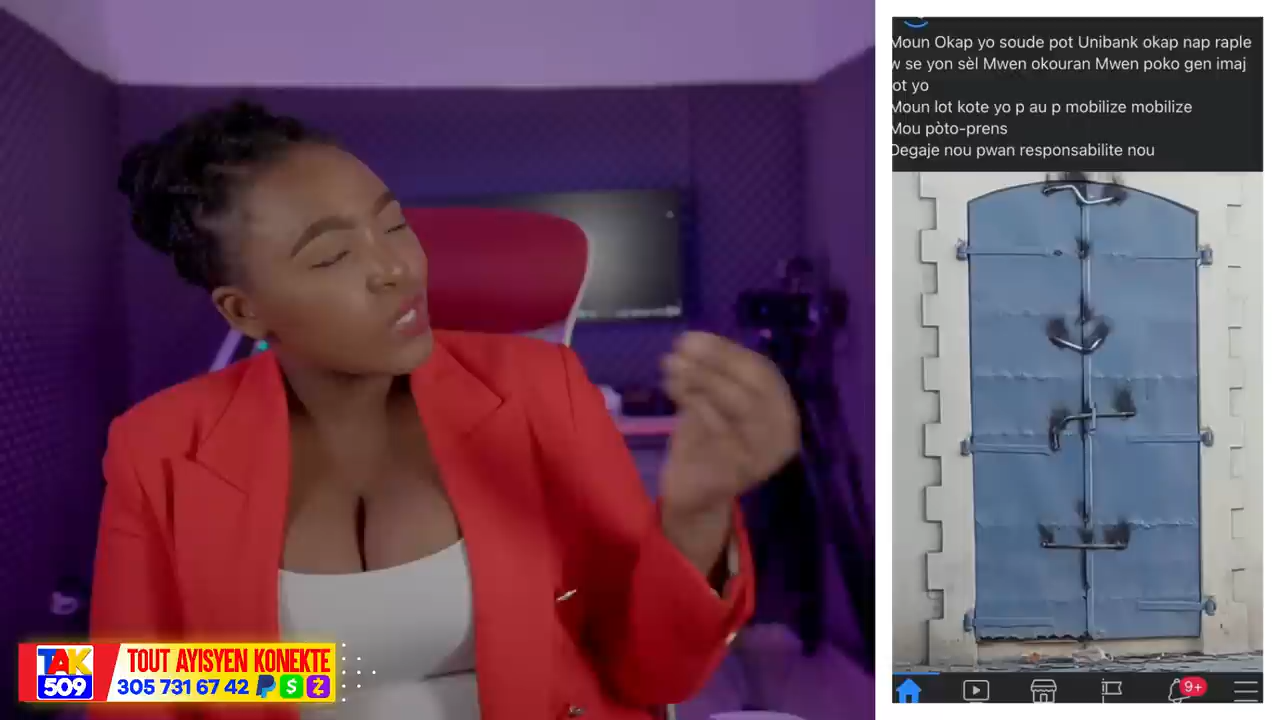 Moun Okap yo soude pot Unibank okap nap raple
w se yon sèl Mwen okouran Mwen poko gen imaj
ot yo
Moun lot kote yo p au p mobilize mobilize
Mou pòto-prens
Degaje nou pwan responsabilite nou
9+
TAK
509
TOUT AYISYEN KONEKTE
305 731 67 42